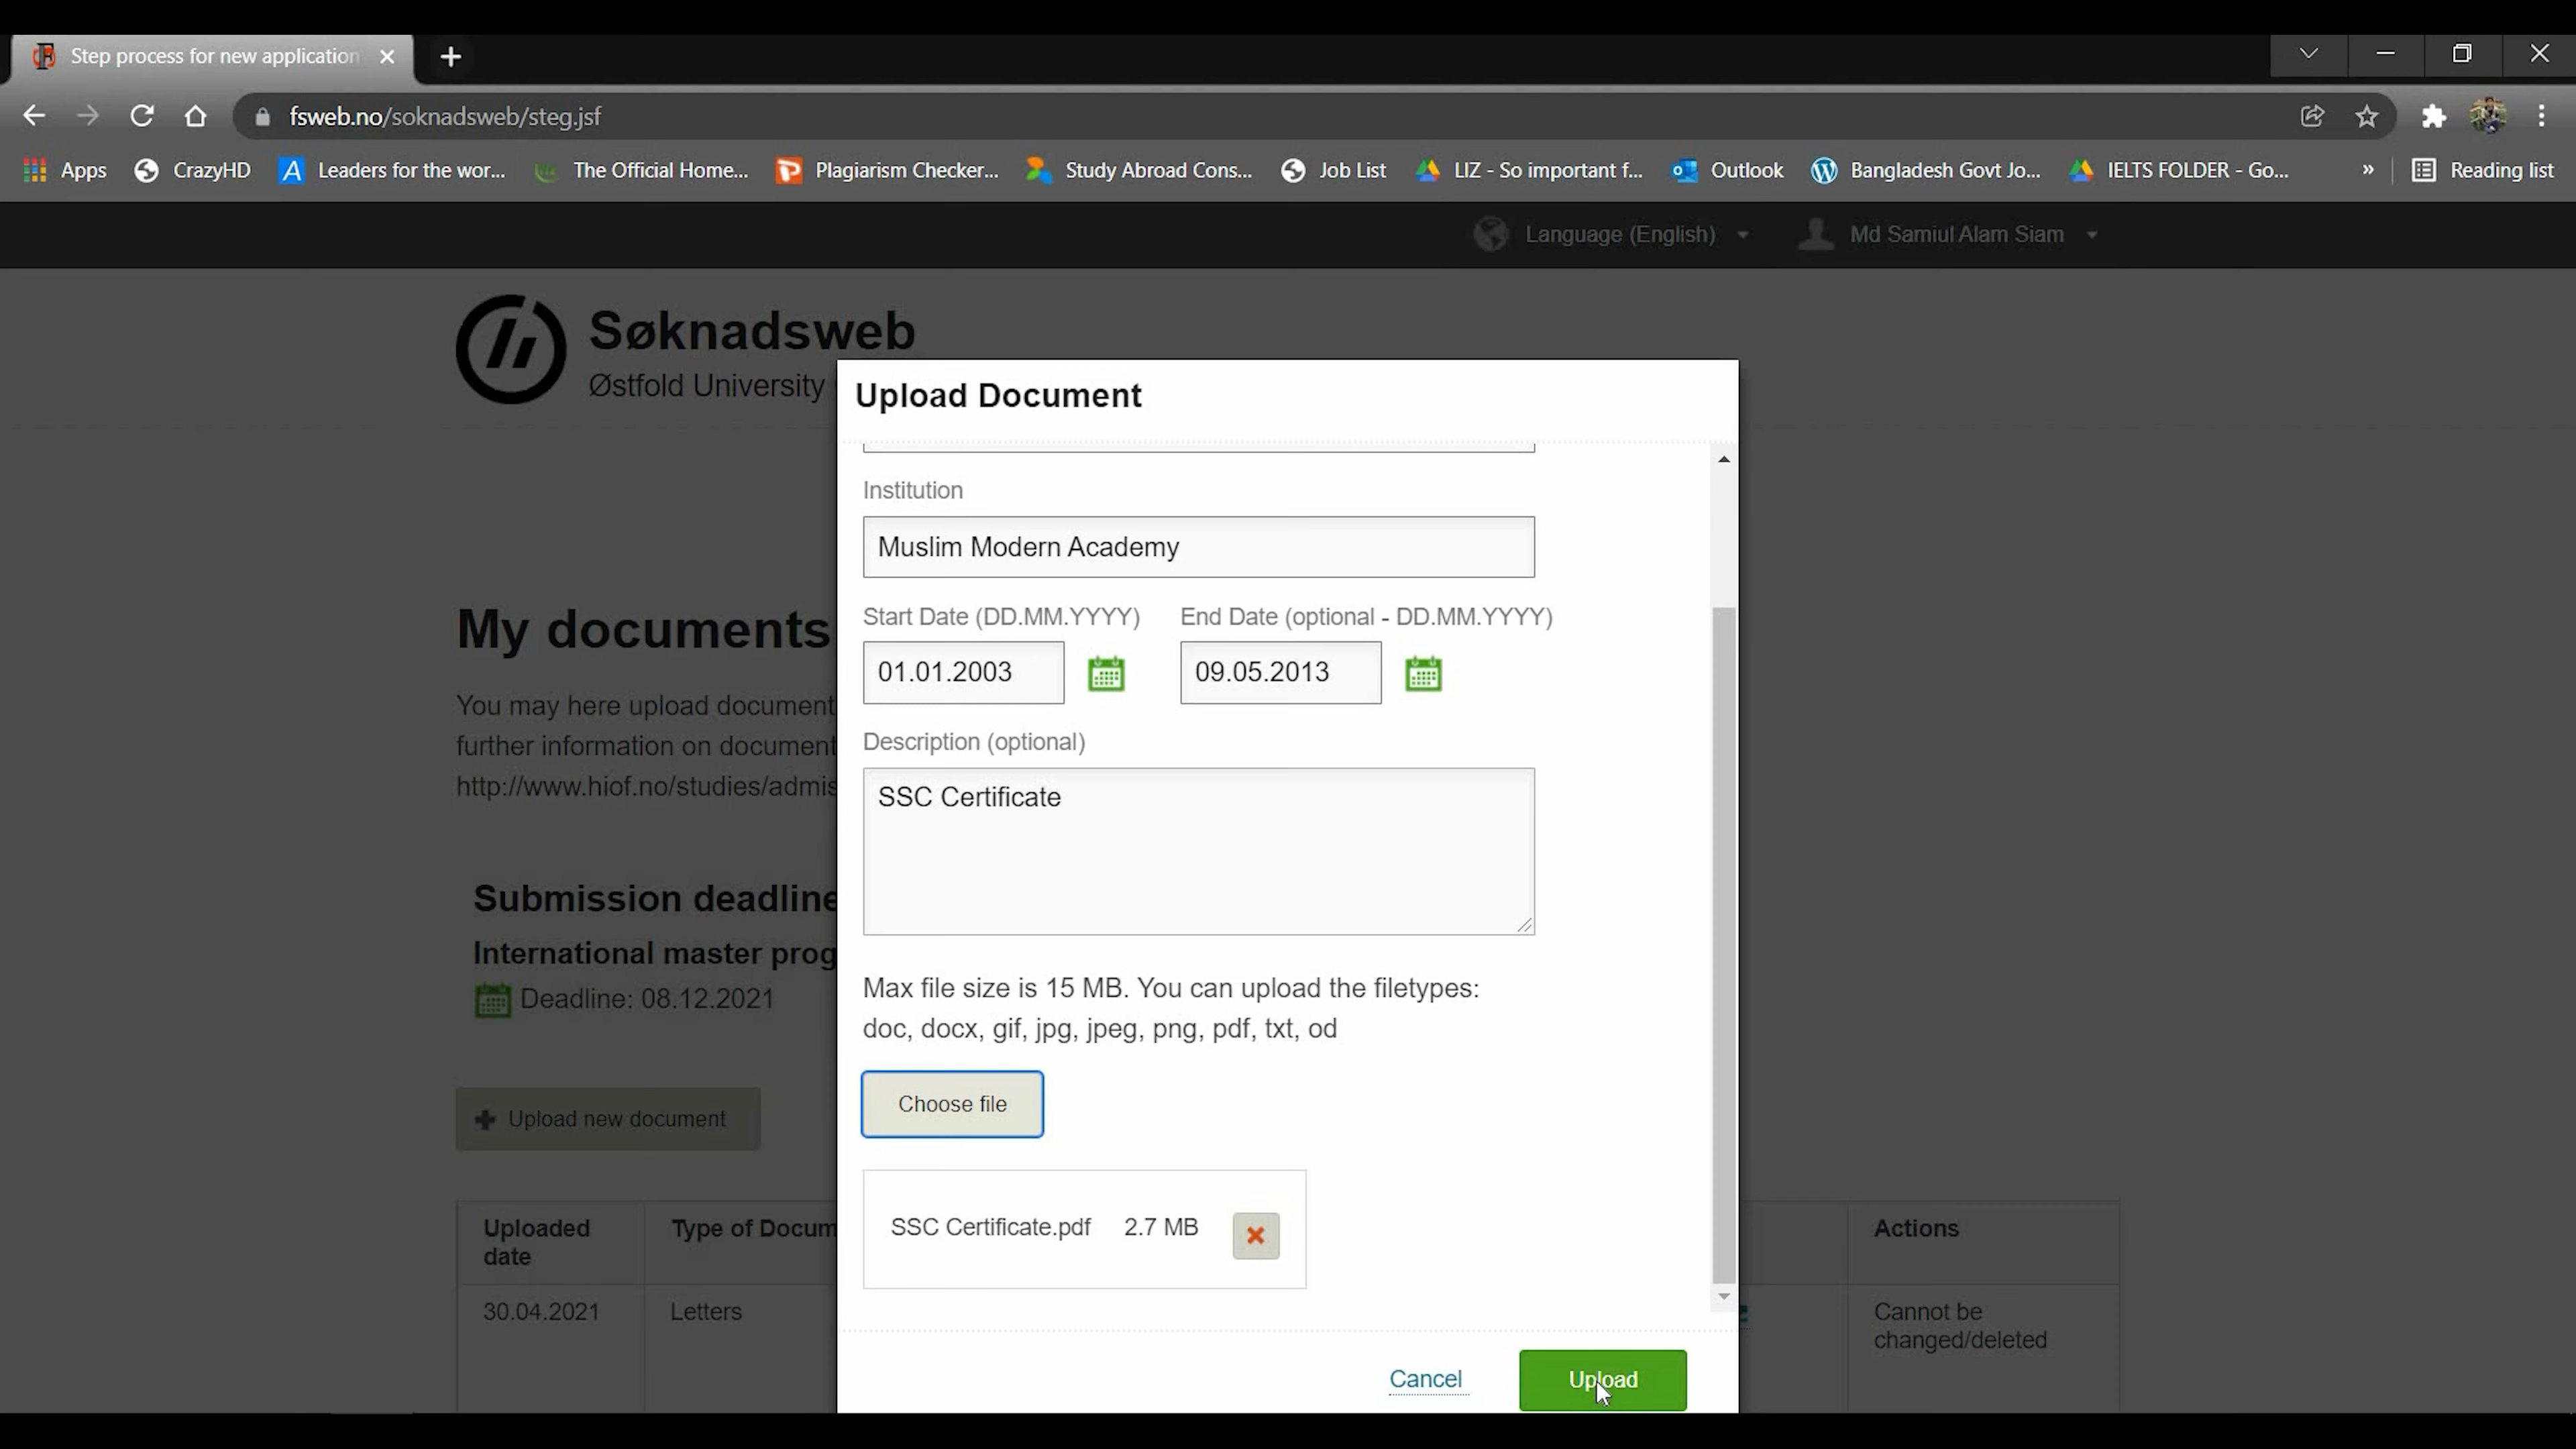 Step process for new application
fsweb.no/soknadsweb/steg.jsf
Apps CrazyHD Leaders for the wor... The Official Home... Plagiarism Checker... Study Abroad Cons... Job List LIZ - So important f... Outlook Bangladesh Govt Jo... IELTS FOLDER - Go... » Reading list
Language (English) Md Samiul Alam Siam
Søknadsweb
Østfold University
Upload Document
Institution
Muslim Modern Academy
Start Date (DD.MM.YYYY) End Date (optional - DD.MM.YYYY)
01.01.2003 09.05.2013
Description (optional)
SSC Certificate
Max file size is 15 MB. You can upload the filetypes:
doc, docx, gif, jpg, jpeg, png, pdf, txt, od
Choose file
SSC Certificate.pdf 2.7 MB
Cancel Upload
My documents
You may here upload document
further information on document
http://www.hiof.no/studies/admis
Submission deadline
International master prog
Deadline: 08.12.2021
Upload new document
Uploaded date Type of Docum Actions
30.04.2021 Letters Cannot be
changed/deleted